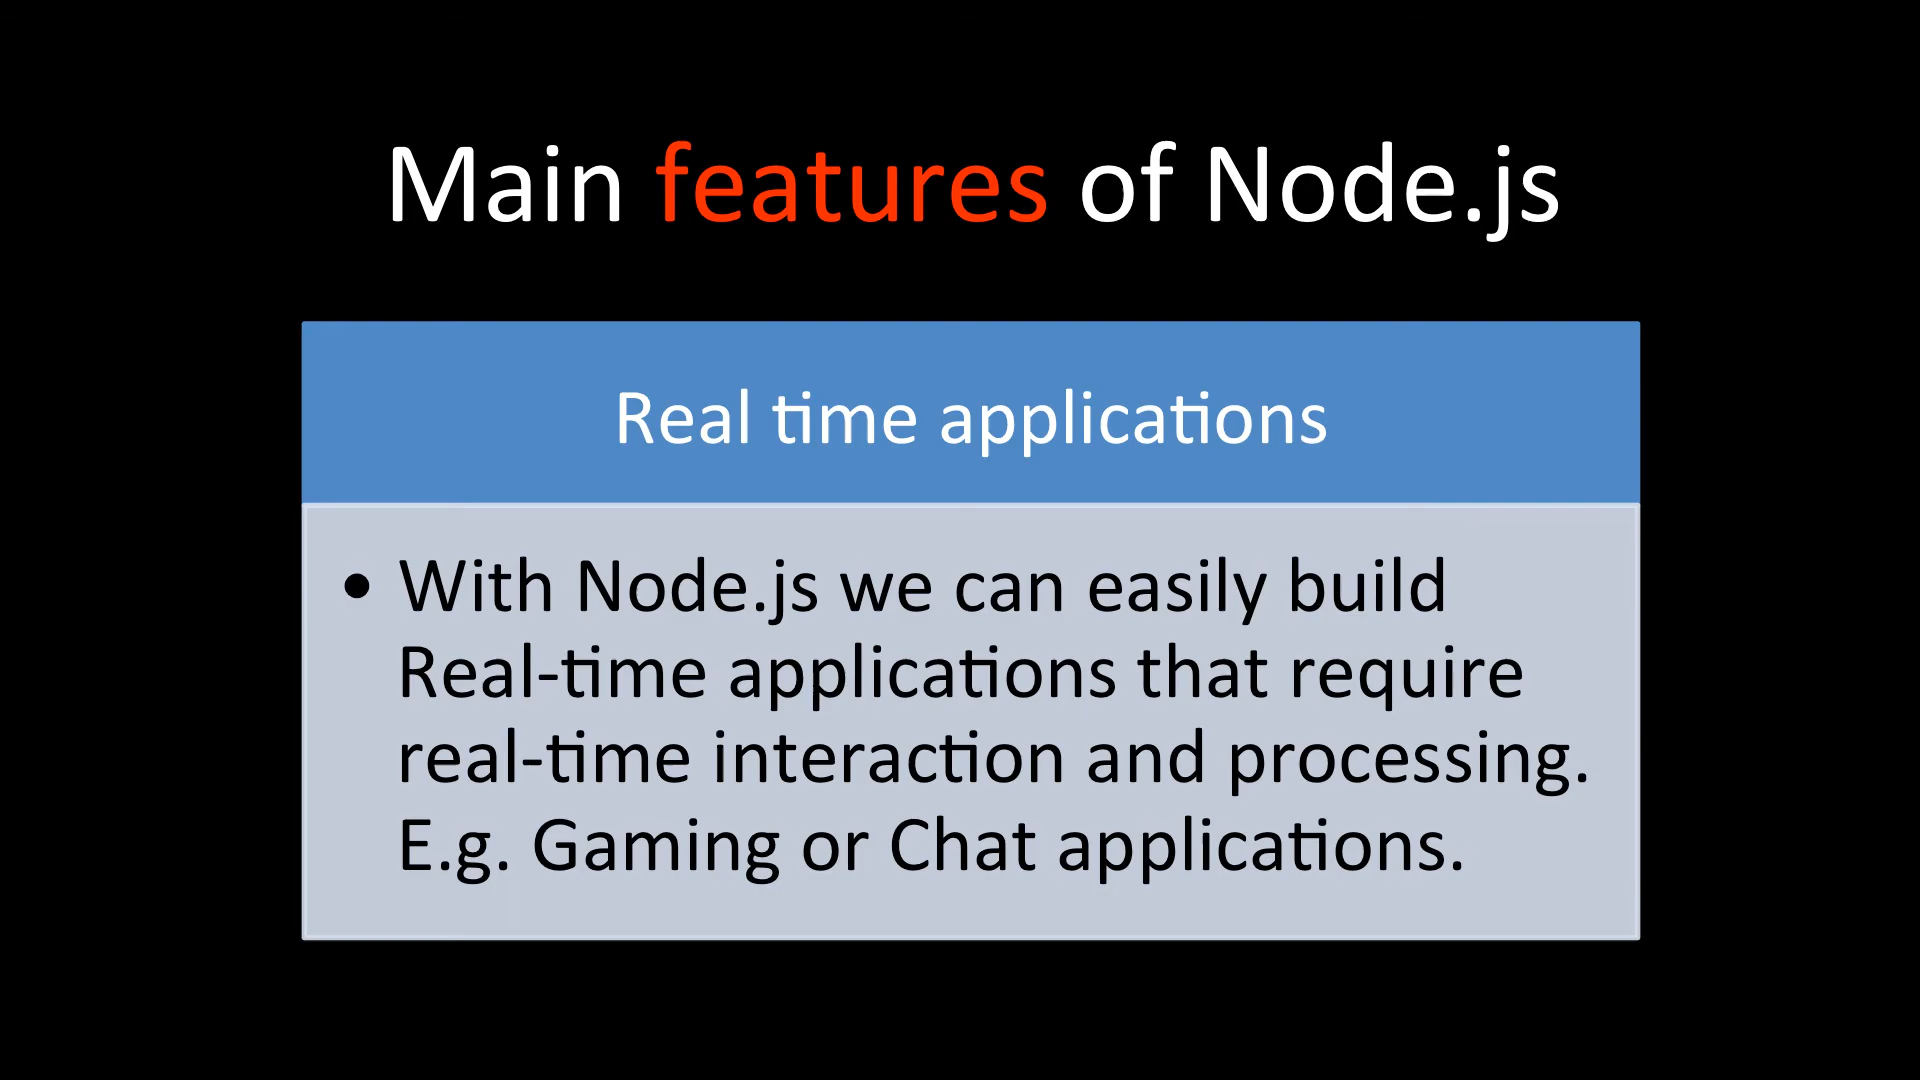 Main features of Node.js
Real time applications
• With Node.js we can easily build
Real-time applications that require
real-time interaction and processing.
E.g. Gaming or Chat applications.